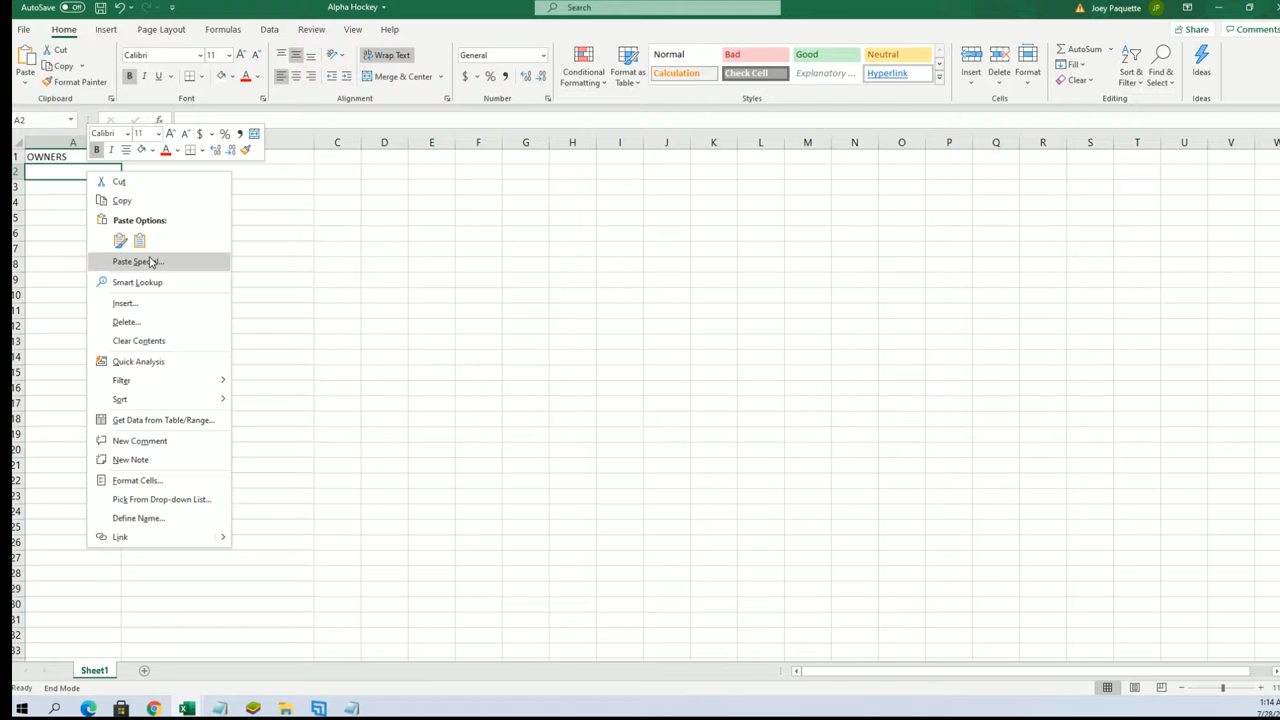 AutoSave Off Alpha Hockey Search Joey Paquette JP
File Home Insert Page Layout Formulas Data Review View Help Share Comments
Paste Cut Copy Format Painter Clipboard
Calibri 11 B I U Font
Wrap Text Merge & Center Alignment
General $ % Number
Conditional Formatting Format as Table
Normal Bad Good Neutral
Calculation Check Cell Explanatory ... Hyperlink
Styles
Insert Delete Format Cells
AutoSum Fill Clear Sort & Filter Find & Select Editing
Ideas
A2 fx
Calibri 11 $ %
B I
A C D E F G H I J K L M N O P Q R S T U V
1 OWNERS
2
3
4
5
6
7
8
9
10
11
12
13
14
15
16
17
18
19
20
21
22
23
24
25
26
27
28
29
30
31
32
33
Cut
Copy
Paste Options:
Smart Lookup
Insert...
Delete...
Clear Contents
Quick Analysis
Filter
Sort
Get Data from Table/Range...
New Comment
New Note
Format Cells...
Pick From Drop-down List...
Define Name...
Link
Sheet1
End Mode
1:14